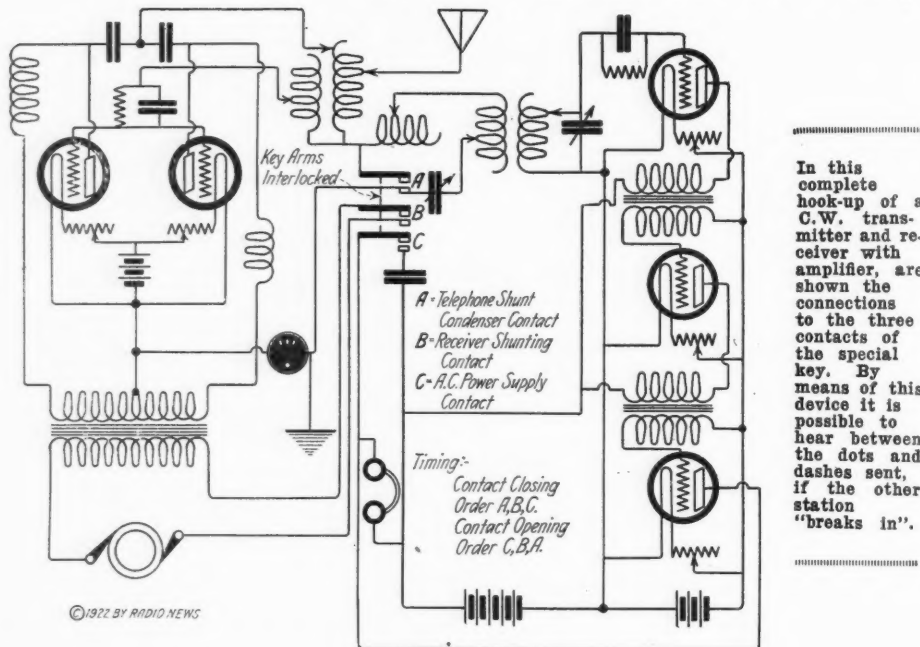 Key Arms
Interlocked
A
B
C
A = Telephone Shunt
Condenser Contact
B = Receiver Shunting
Contact
C = A.C. Power Supply
Contact
Timing:-
Contact Closing
Order A,B,C.
Contact Opening
Order C,B,A.
©1922 BY RADIO NEWS
In this
complete
hook-up of a
C.W. trans-
mitter and re-
ceiver with
amplifier, are
shown the
connections
to the three
contacts of
the special
key. By
means of this
device it is
possible to
hear between
the dots and
dashes sent,
if the other
station
"breaks in".